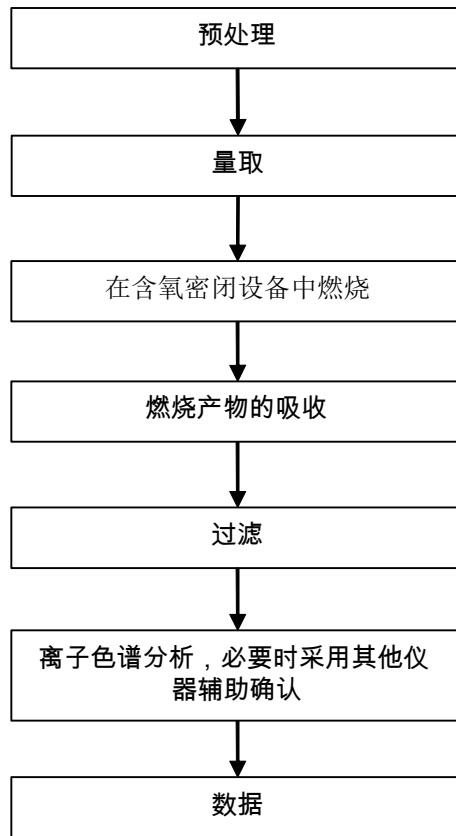 预处理
量取
在含氧密闭设备中燃烧
燃烧产物的吸收
过滤
离子色谱分析，必要时采用其他仪
器辅助确认
数据